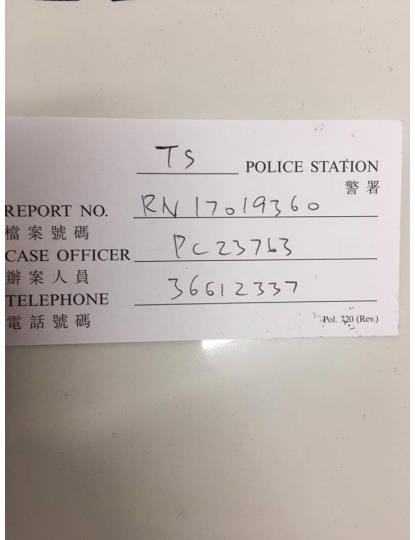 TS POLICE STATION
警署
REPORT NO. RN 17019360
檔案號碼
CASE OFFICER PC 23763
辦案人員
TELEPHONE 36612337
電話號碼
Pol. 720 (Rev.)